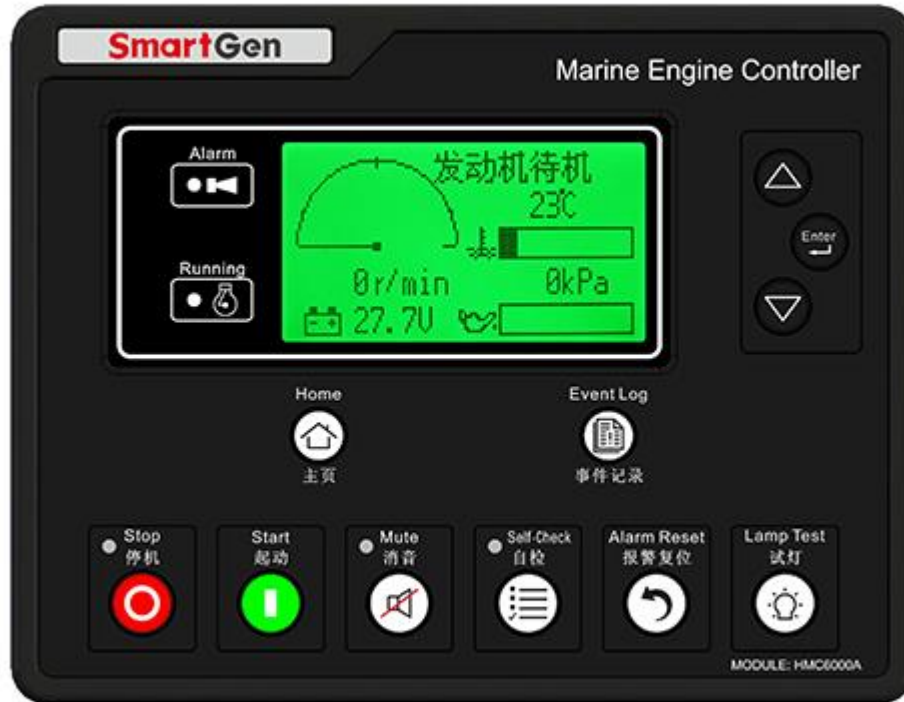 SmartGen
Marine Engine Controller
Alarm
发动机待机
23℃
Enter
Running
0r/min
0kPa
27.7V
Home
主页
Event Log
事件记录
Stop
停机
Start
起动
Mute
消音
Self-Check
自检
Alarm Reset
报警复位
Lamp Test
试灯
MODULE: HMC6000A